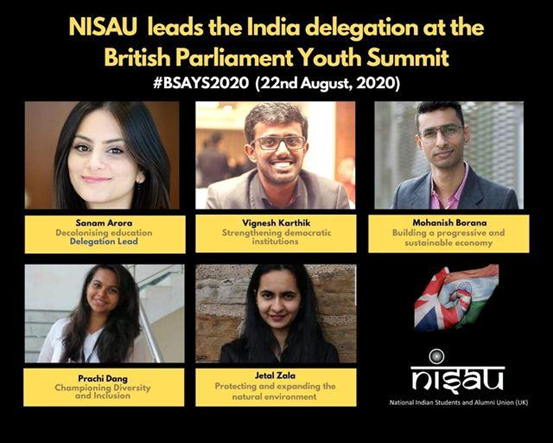 NISAU leads the India delegation at the
British Parliament Youth Summit
#BSAYS2020 (22nd August, 2020)
Sanam Arora
Decolonising education
Delegation Lead
Vignesh Karthik
Strengthening democratic
institutions
Mohanish Borana
Building a progressive and
sustainable economy
Prachi Dang
Championing Diversity
and Inclusion
Jetal Zala
Protecting and expanding the
natural environment
nisau
National Indian Students and Alumni Union (UK)